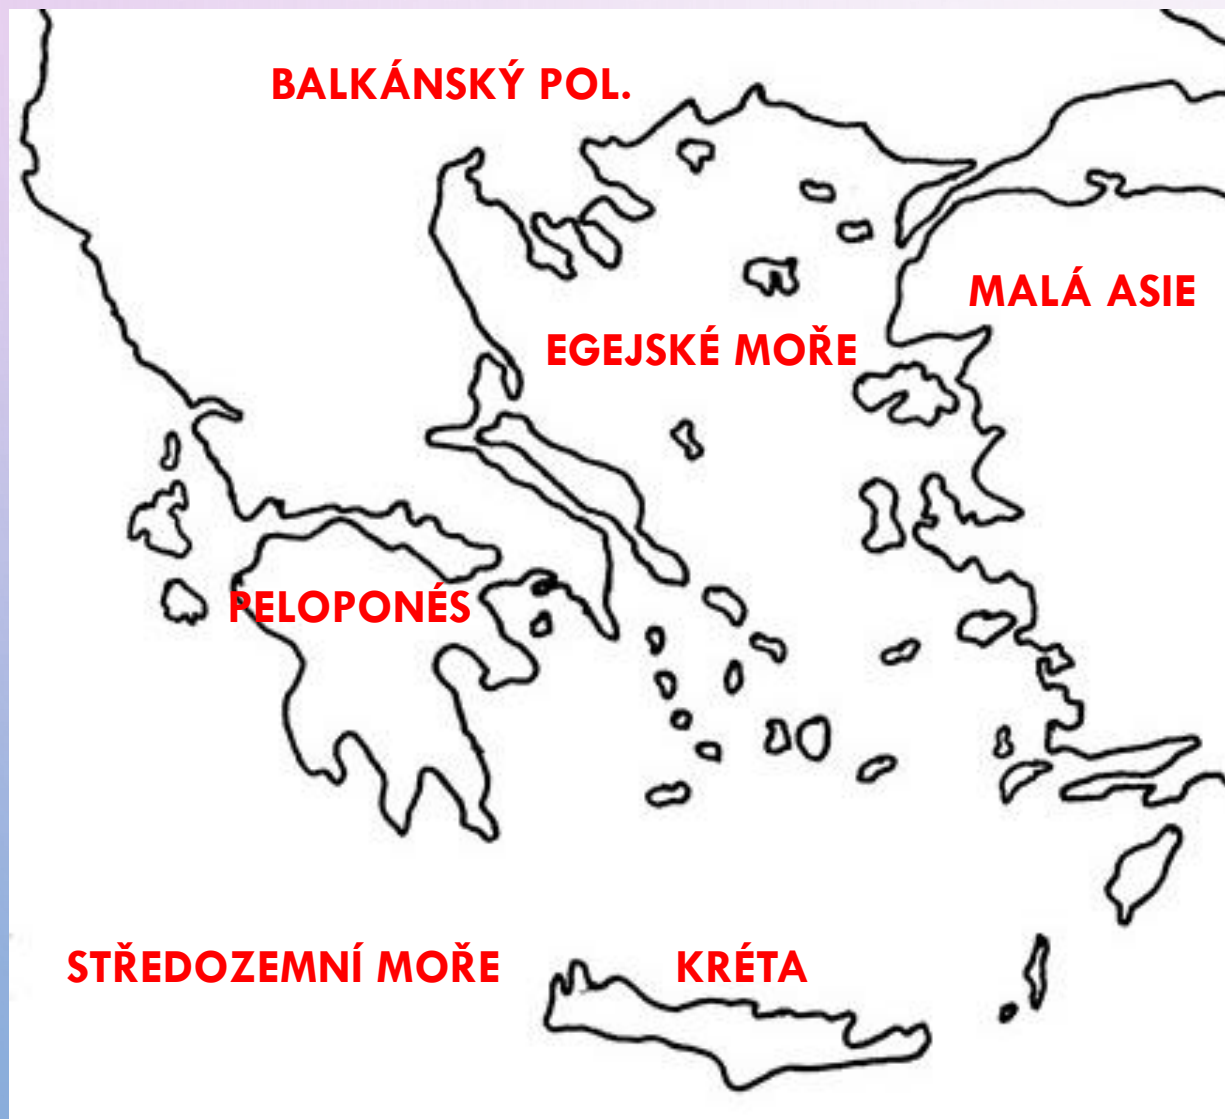 BALKÁNSKÝ POL.
MALÁ ASIE
EGEJSKÉ MOŘE
PELOPONÉS
STŘEDOZEMNÍ MOŘE
KRÉTA